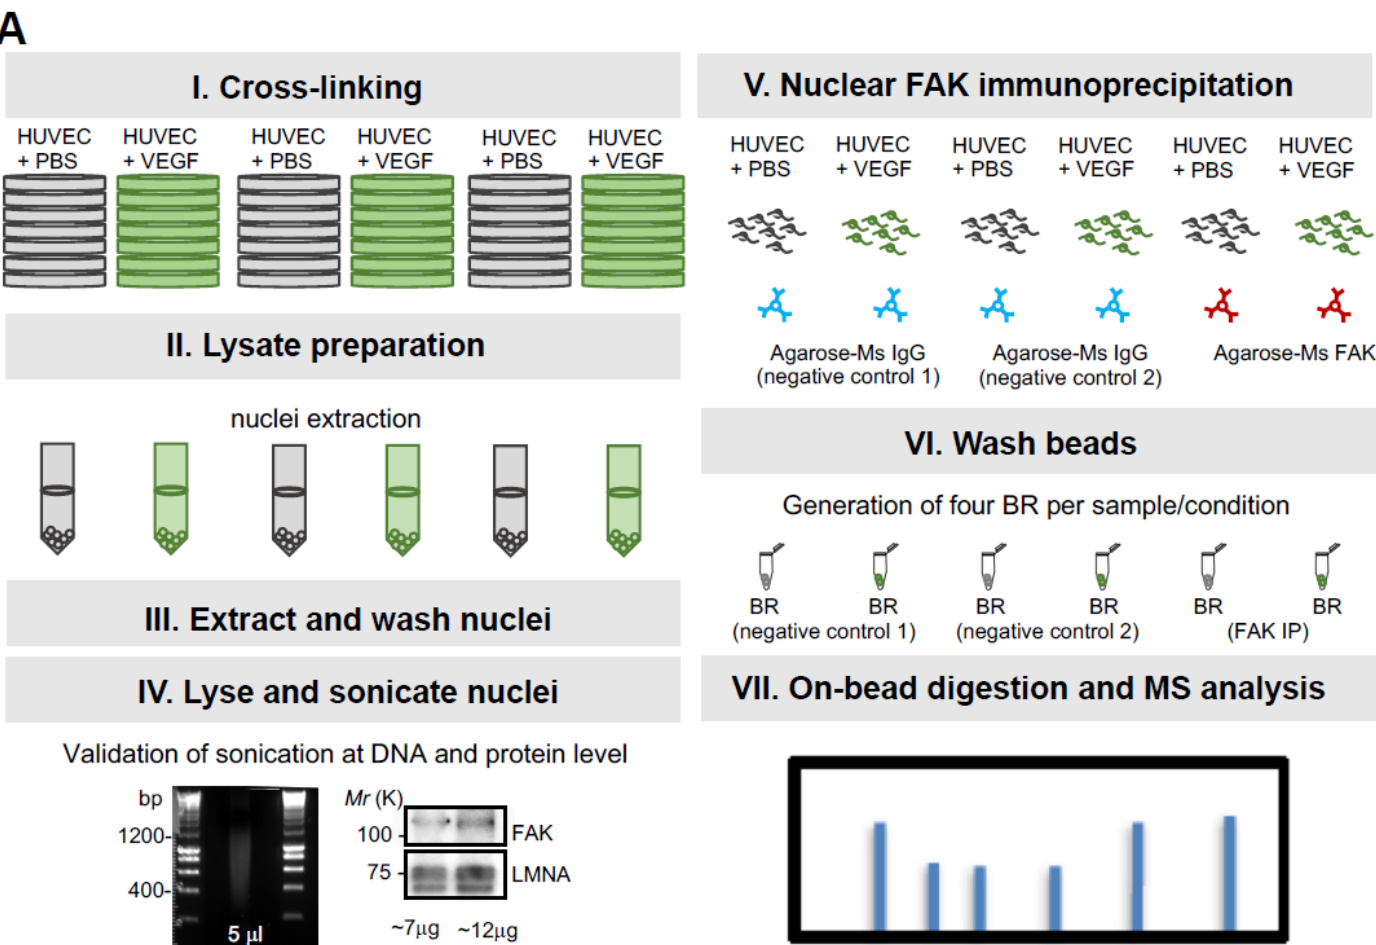 A
I. Cross-linking
HUVEC HUVEC HUVEC HUVEC HUVEC HUVEC
+ PBS + VEGF + PBS + VEGF + PBS + VEGF
II. Lysate preparation
nuclei extraction
III. Extract and wash nuclei
IV. Lyse and sonicate nuclei
Validation of sonication at DNA and protein level
bp
1200-
400-
5 µl
Mr (K)
100 -
FAK
75 -
LMNA
~7µg ~12µg
V. Nuclear FAK immunoprecipitation
HUVEC HUVEC HUVEC HUVEC HUVEC HUVEC
+ PBS + VEGF + PBS + VEGF + PBS + VEGF
Agarose-Ms IgG Agarose-Ms IgG Agarose-Ms FAK
(negative control 1) (negative control 2)
VI. Wash beads
Generation of four BR per sample/condition
BR BR BR BR BR BR
(negative control 1) (negative control 2) (FAK IP)
VII. On-bead digestion and MS analysis